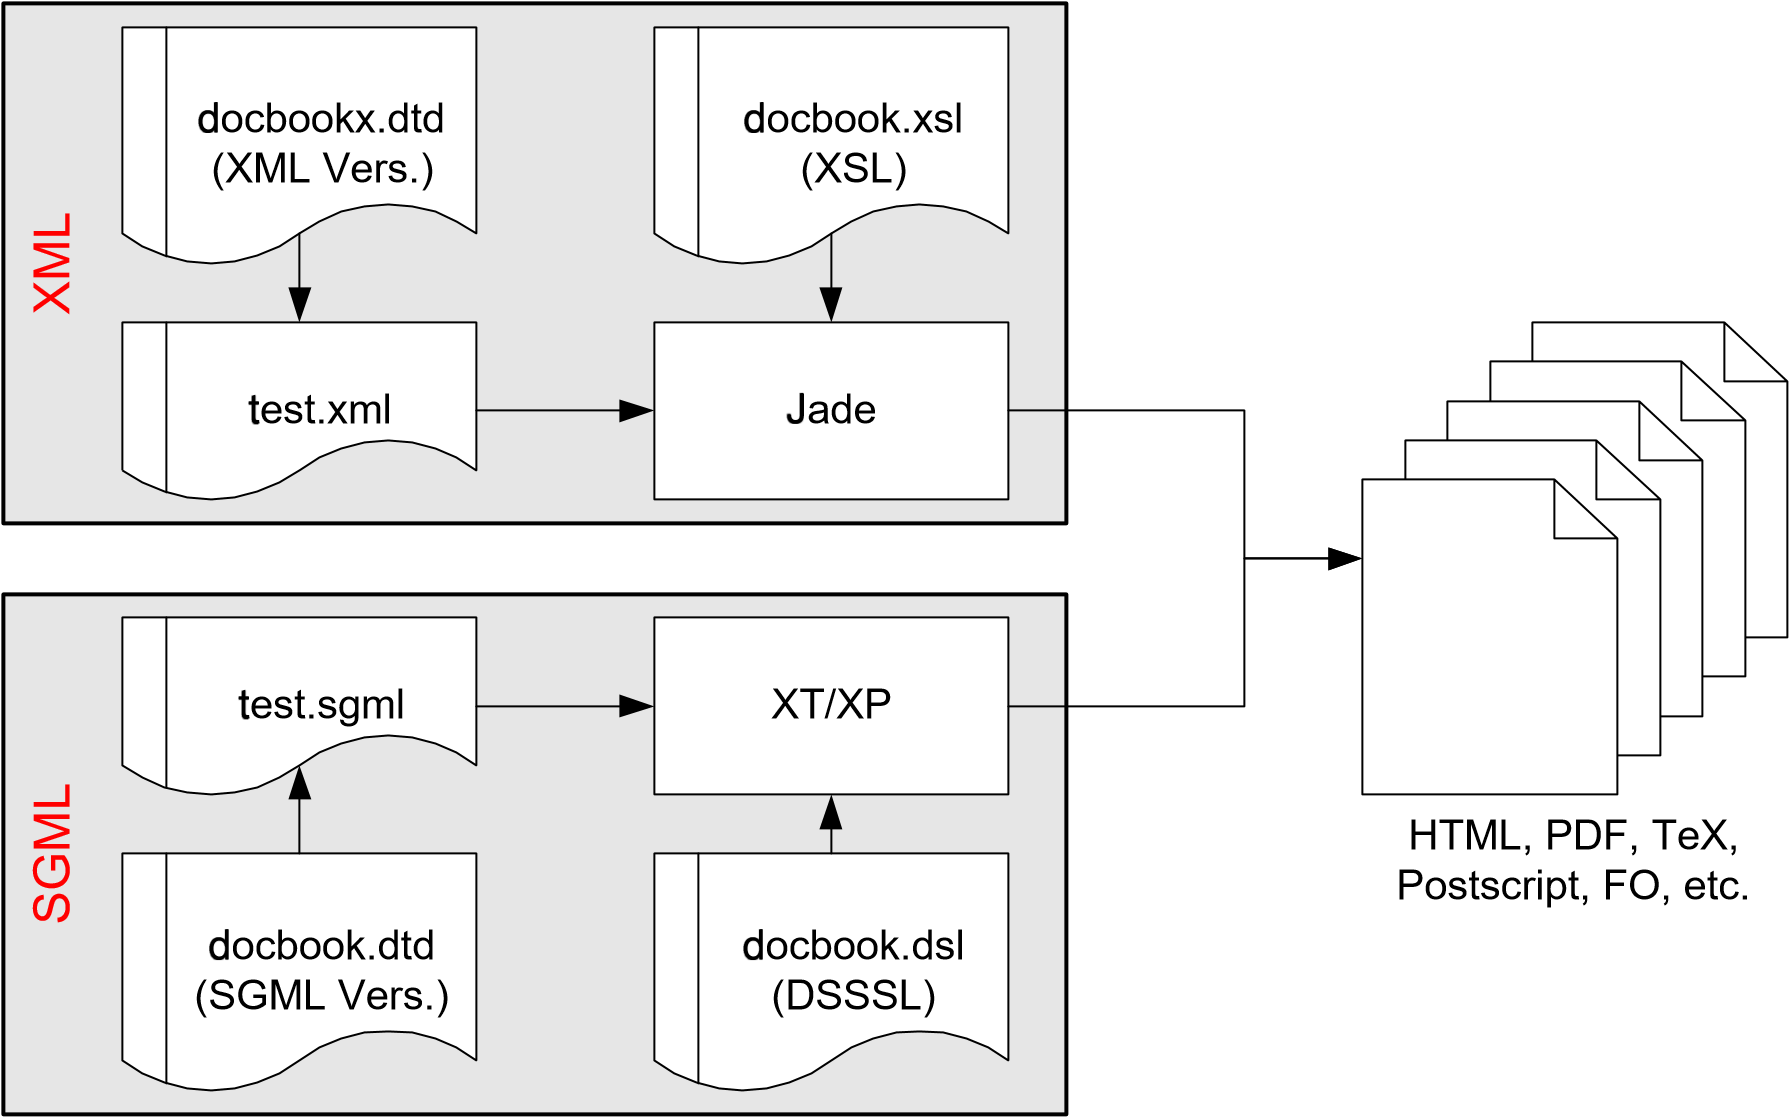 XML
docbookx.dtd
(XML Vers.)
docbook.xsl
(XSL)
test.xml
Jade
SGML
test.sgml
XT/XP
docbook.dtd
(SGML Vers.)
docbook.dsl
(DSSSL)
HTML, PDF, TeX,
Postscript, FO, etc.